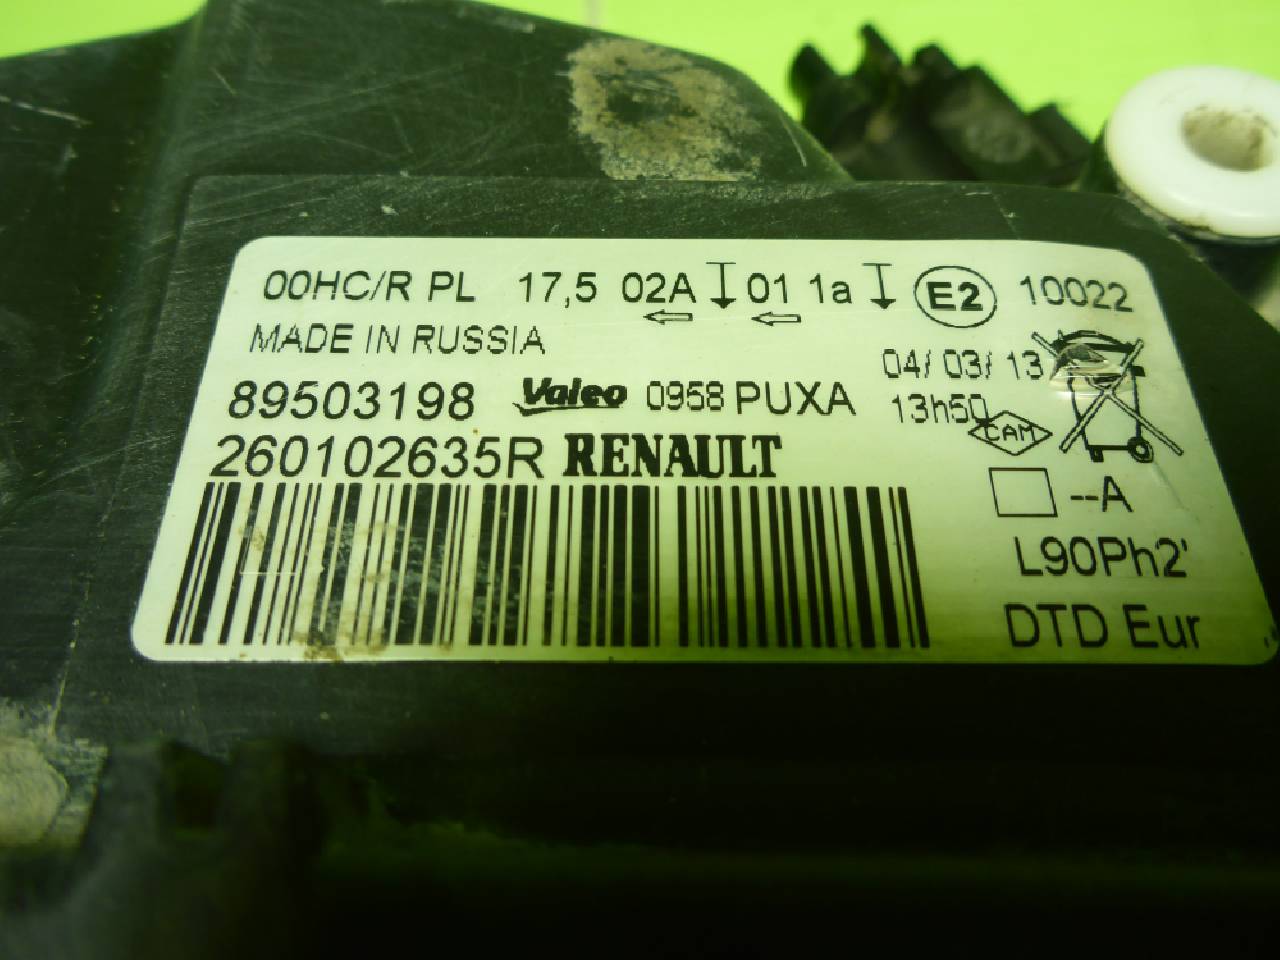 00HC/R PL 17,5 02A 01 1a E2 10022
MADE IN RUSSIA
04/ 03/ 13
89503198 Valeo 0958 PUXA 13h50
CAM
260102635R RENAULT
--A
L90Ph2'
DTD Eur